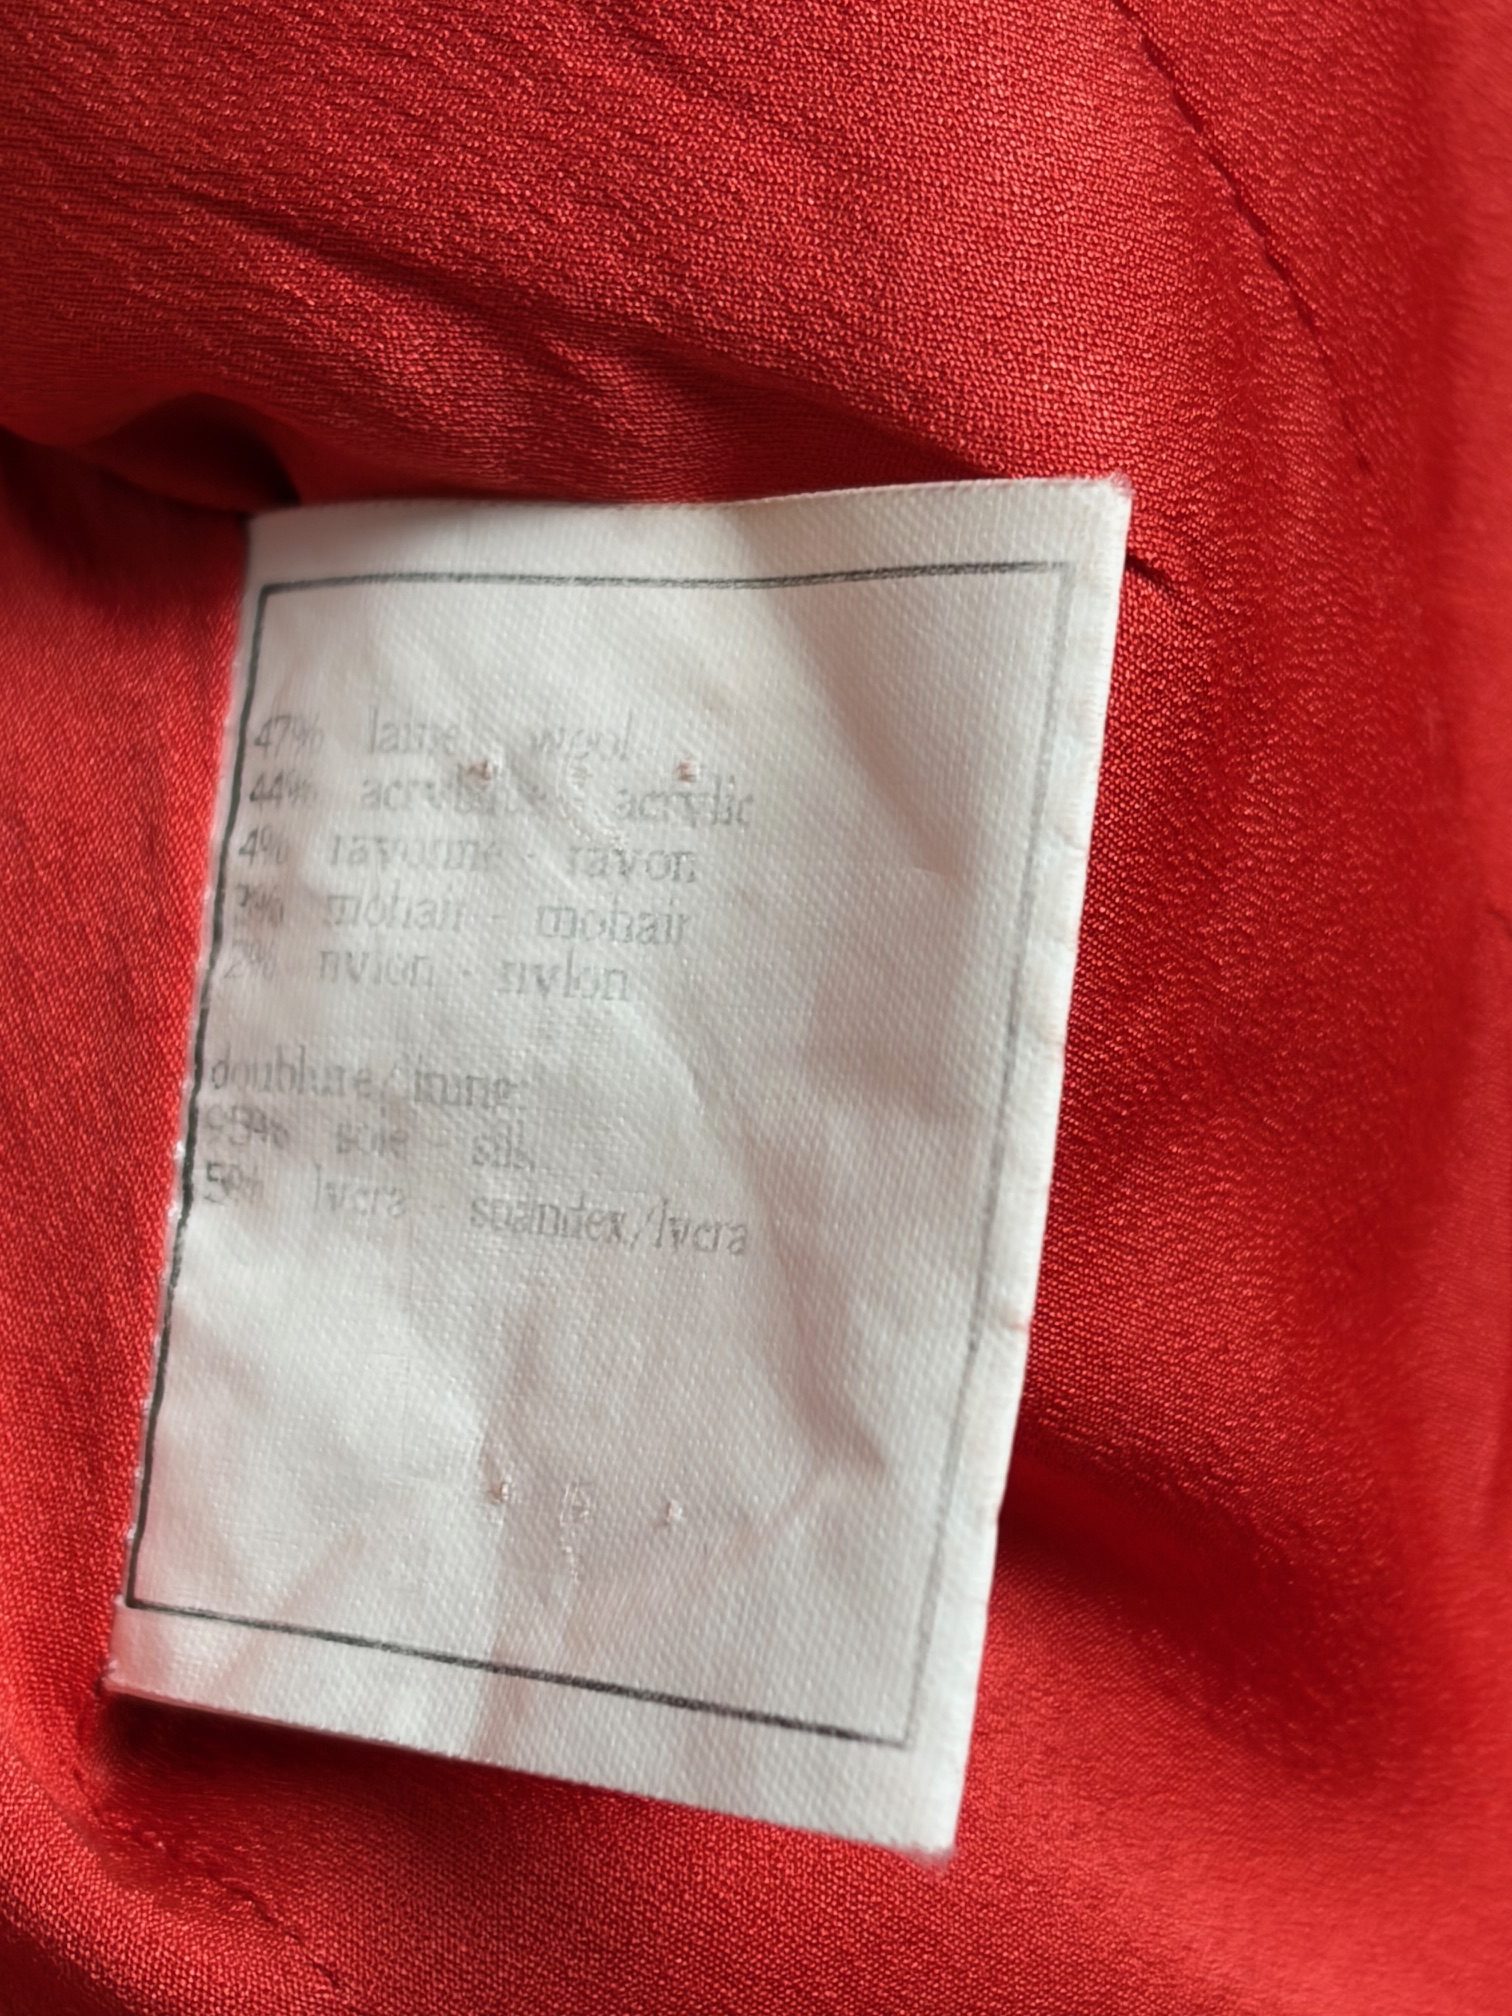 47% laine - wool
44% acrylique - acrylic
4% rayonne - rayon
3% mohair - mohair
2% nylon - nylon
doublure/lining:
95% soie - silk
5% lycra - spandex/lycra